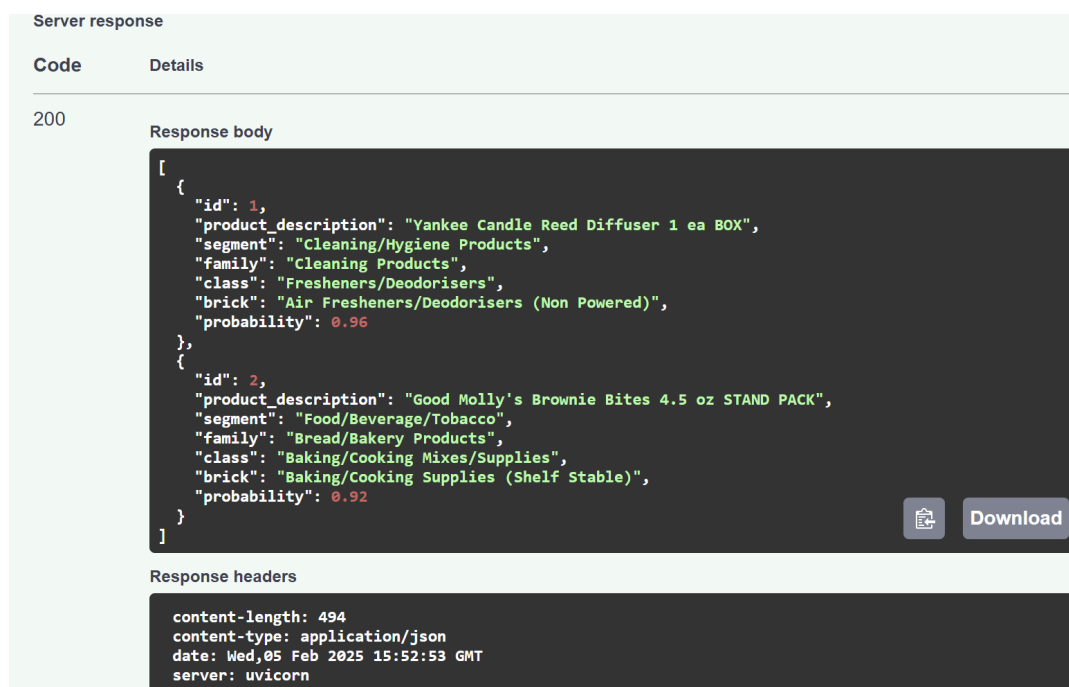 Server response
Code Details
200
Response body
[
  {
    "id": 1,
    "product_description": "Yankee Candle Reed Diffuser 1 ea BOX",
    "segment": "Cleaning/Hygiene Products",
    "family": "Cleaning Products",
    "class": "Fresheners/Deodorisers",
    "brick": "Air Fresheners/Deodorisers (Non Powered)",
    "probability": 0.96
  },
  {
    "id": 2,
    "product_description": "Good Molly's Brownie Bites 4.5 oz STAND PACK",
    "segment": "Food/Beverage/Tobacco",
    "family": "Bread/Bakery Products",
    "class": "Baking/Cooking Mixes/Supplies",
    "brick": "Baking/Cooking Supplies (Shelf Stable)",
    "probability": 0.92
  }
]
Download
Response headers
content-length: 494
content-type: application/json
date: Wed,05 Feb 2025 15:52:53 GMT
server: uvicorn